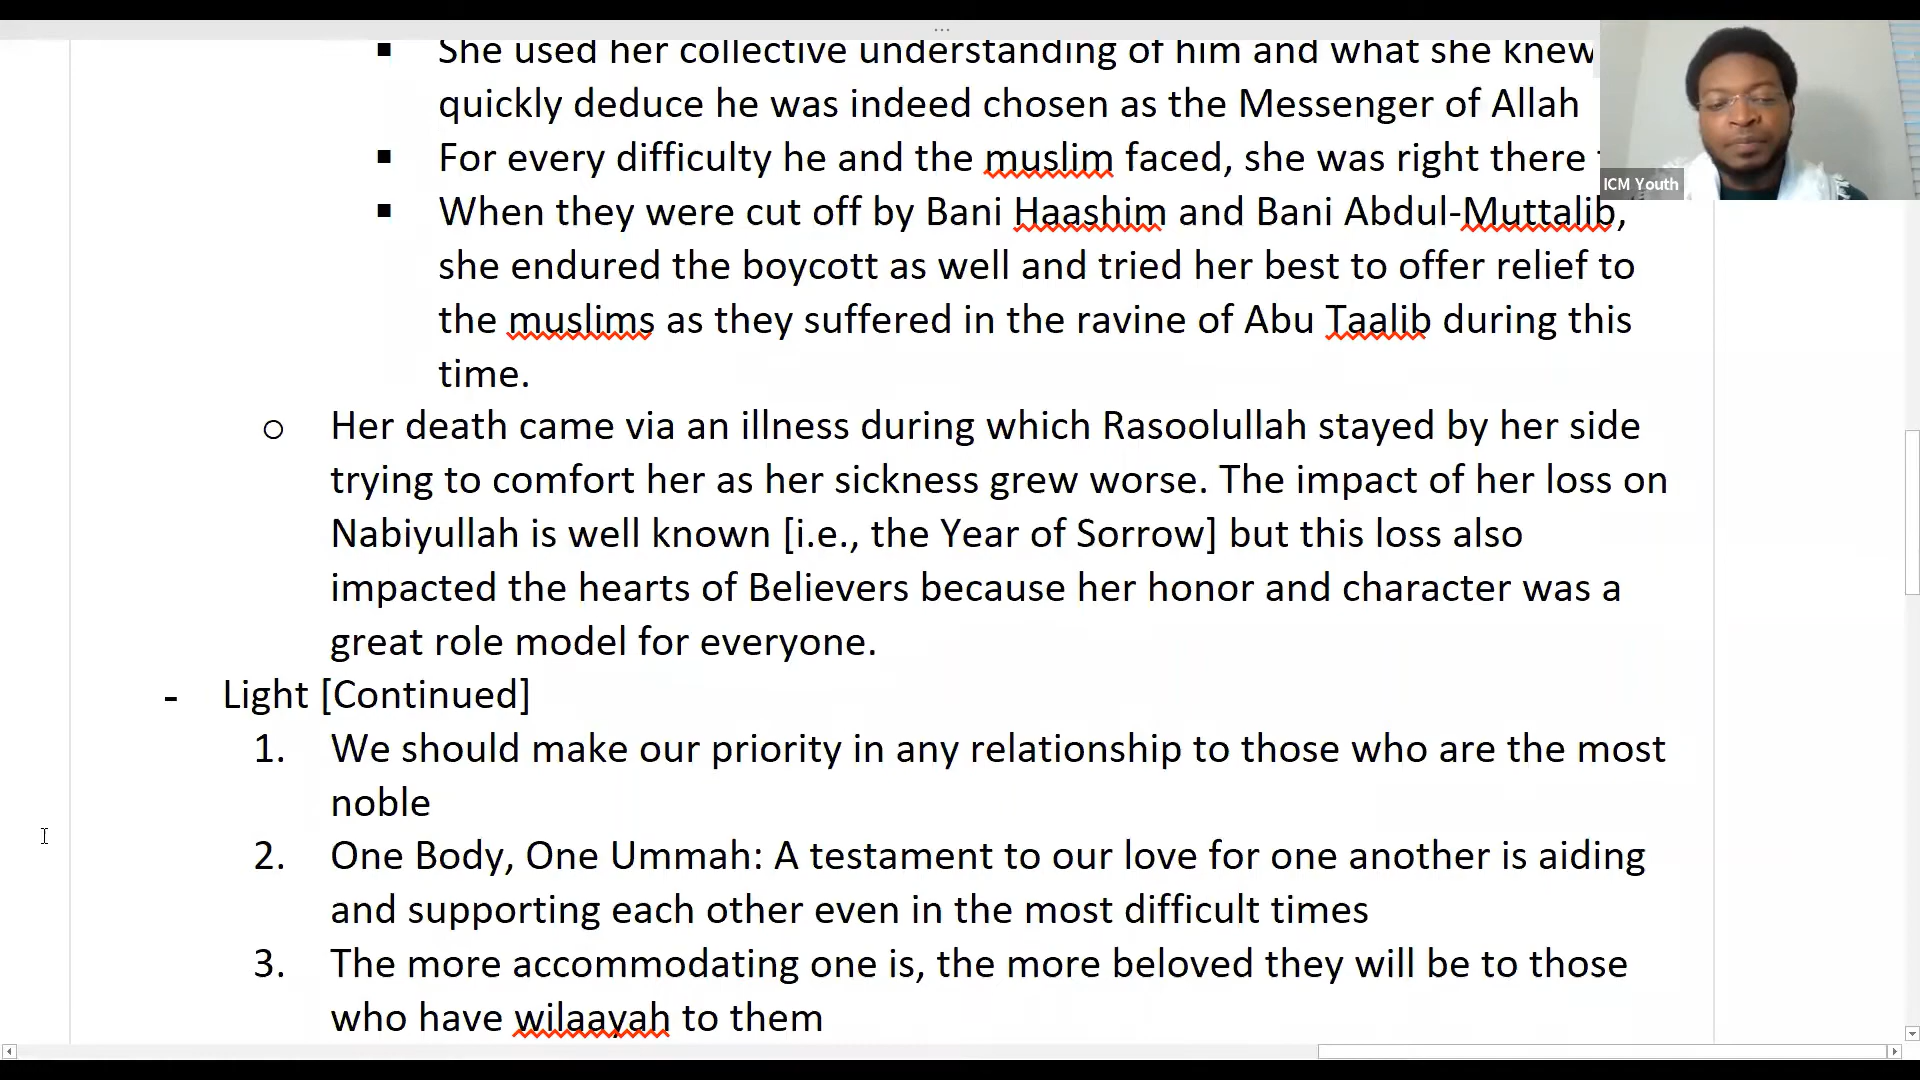 She used her collective understanding of him and what she knew
quickly deduce he was indeed chosen as the Messenger of Allah
For every difficulty he and the muslim faced, she was right there
When they were cut off by Bani Haashim and Bani Abdul-Muttalib,
she endured the boycott as well and tried her best to offer relief to
the muslims as they suffered in the ravine of Abu Taalib during this
time.
Her death came via an illness during which Rasoolullah stayed by her side
trying to comfort her as her sickness grew worse. The impact of her loss on
Nabiyullah is well known [i.e., the Year of Sorrow] but this loss also
impacted the hearts of Believers because her honor and character was a
great role model for everyone.
- Light [Continued]
1. We should make our priority in any relationship to those who are the most
noble
2. One Body, One Ummah: A testament to our love for one another is aiding
and supporting each other even in the most difficult times
3. The more accommodating one is, the more beloved they will be to those
who have wilaayah to them
ICM Youth